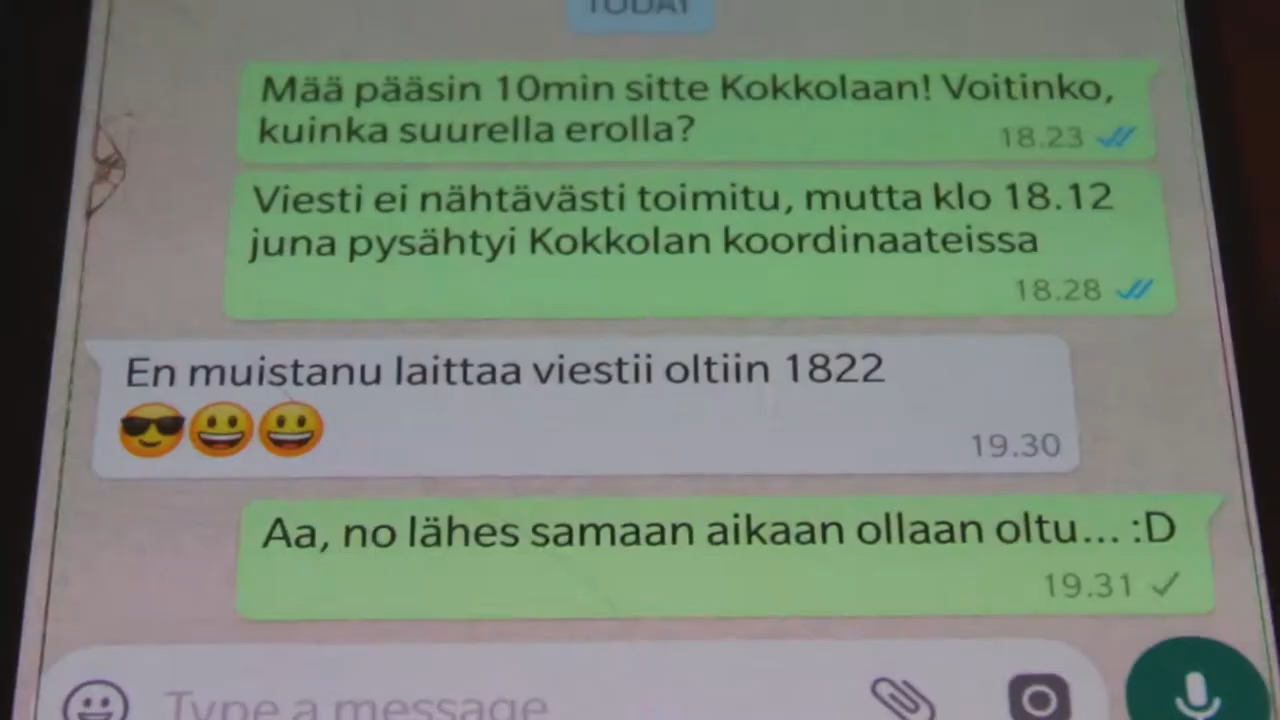 TODAY
Mää pääsin 10min sitte Kokkolaan! Voitinko,
kuinka suurella erolla?
18.23
Viesti ei nähtävästi toimitu, mutta klo 18.12
juna pysähtyi Kokkolan koordinaateissa
18.28
En muistanu laittaa viestii oltiin 1822
😎😃😃
19.30
Aa, no lähes samaan aikaan ollaan oltu... :D
19.31
Type a message